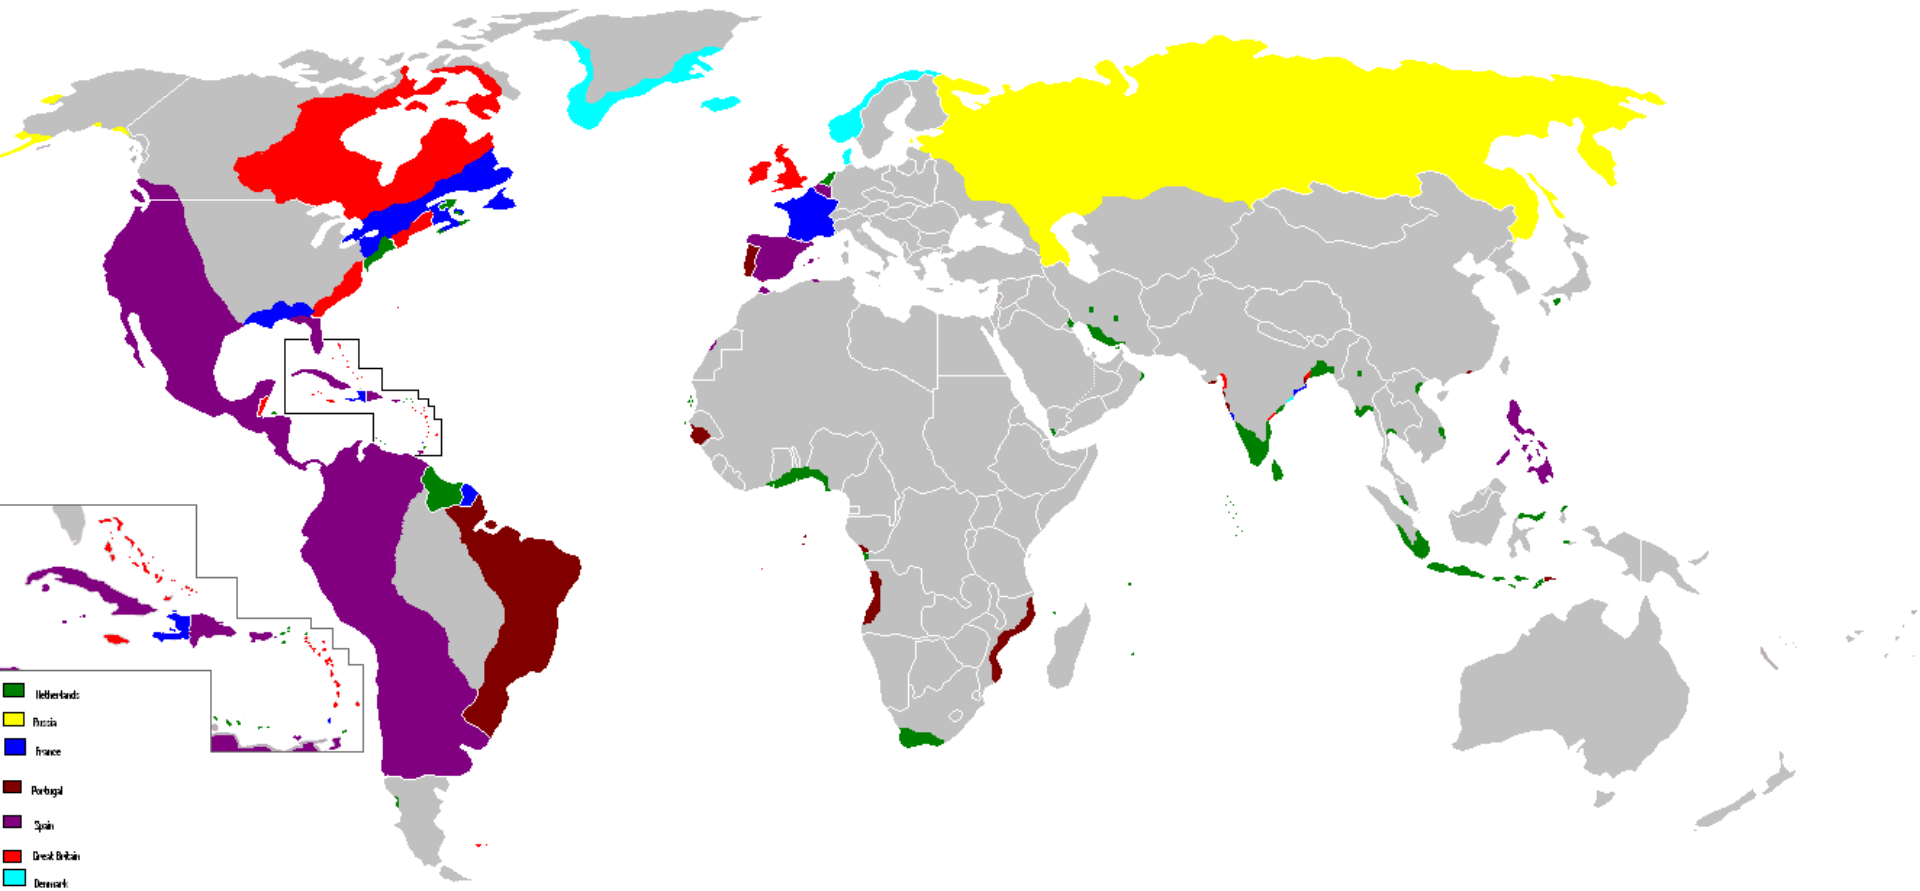 Netherlands
Russia
France
Portugal
Spain
Great Britain
Denmark